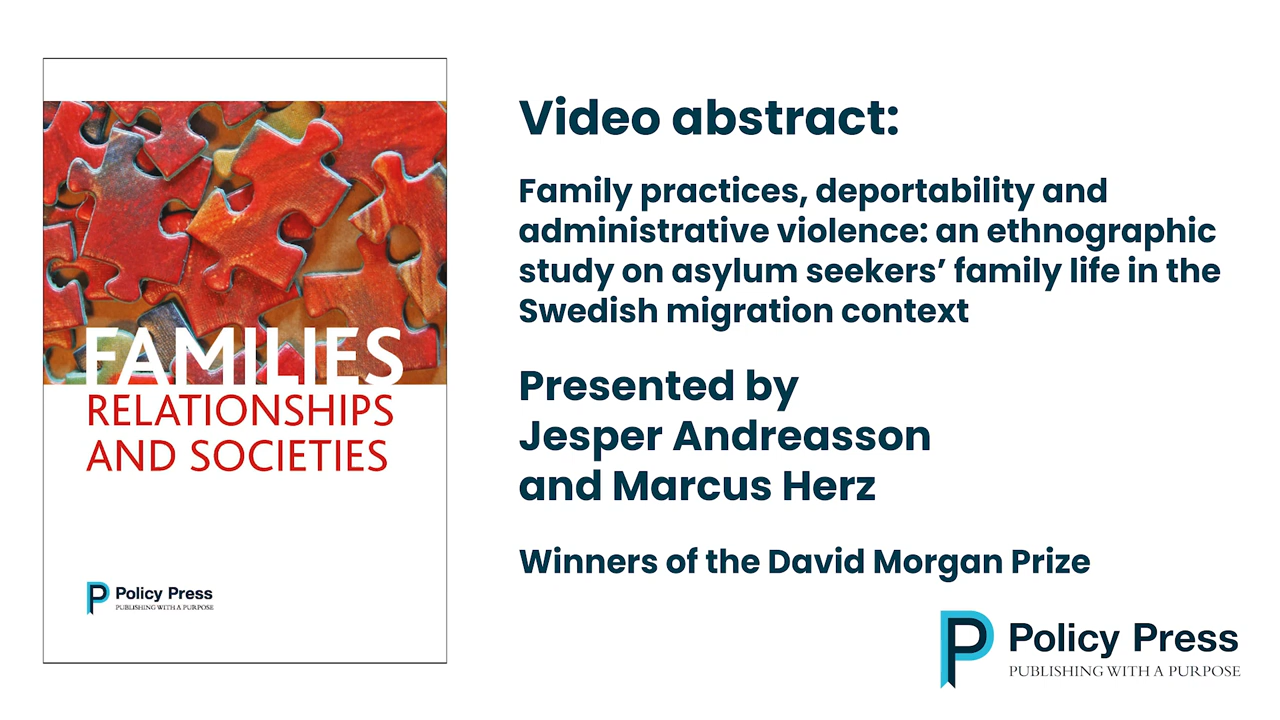 FAMILIES
RELATIONSHIPS
AND SOCIETIES
Policy Press
PUBLISHING WITH A PURPOSE
Video abstract:
Family practices, deportability and
administrative violence: an ethnographic
study on asylum seekers’ family life in the
Swedish migration context
Presented by
Jesper Andreasson
and Marcus Herz
Winners of the David Morgan Prize
Policy Press
PUBLISHING WITH A PURPOSE